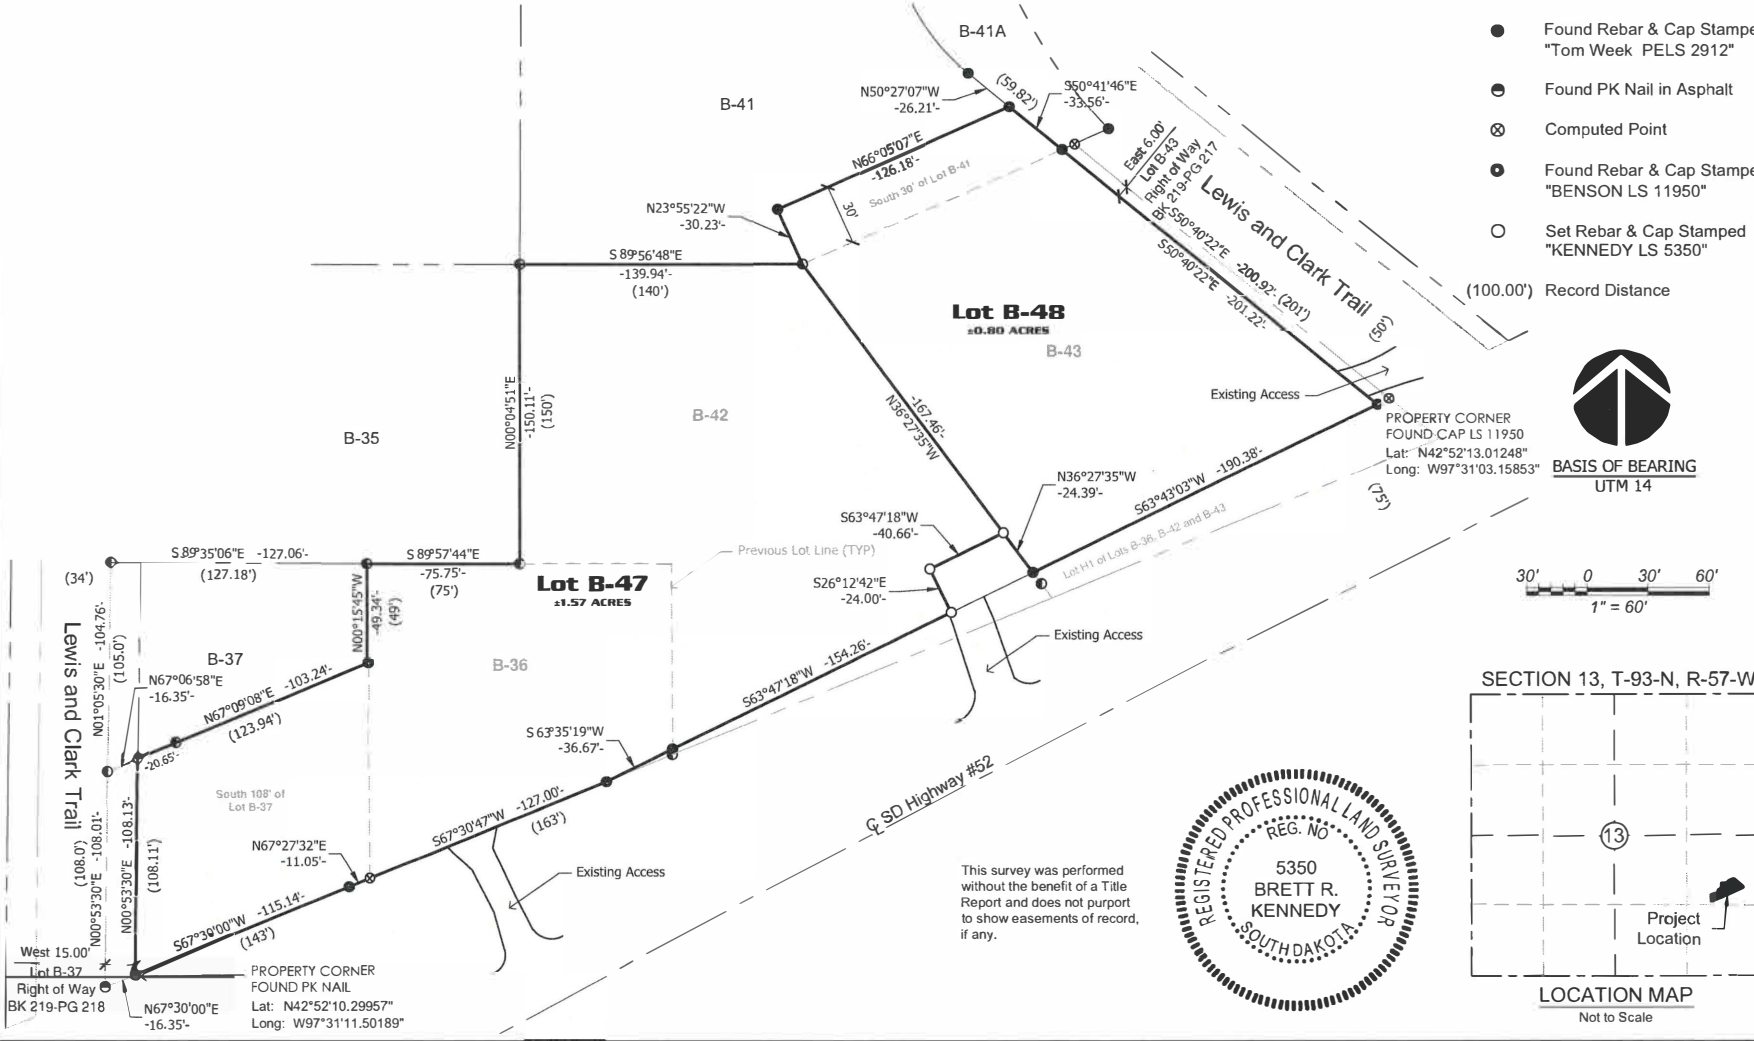 B-41A
B-41
N50°27'07"W
-26.21'-
(59.82')
S50°41'46"E
-33.56'-
N66°05'07"E
-126.18'-
South 30' of Lot B-41
30'
N23°55'22"W
-30.23'-
S 89°56'48"E
-139.94'-
(140')
East 6.00'
Lot B-43
Right of Way
BK 219-PG 217
Lewis and Clark Trail
S50°40'22"E -200.92'- (201')
S50°40'22"E -201.22'-
(50')
Lot B-48
±0.80 ACRES
B-43
Existing Access
PROPERTY CORNER
FOUND CAP LS 11950
Lat: N42°52'13.01248"
Long: W97°31'03.15853"
(75')
N00°04'51"E
-150.11'-
(150')
B-35
B-42
-167.46'-
N36°27'35"W
N36°27'35"W
-24.39'-
S63°43'03"W -190.38'-
Lot H1 of Lots B-36, B-42 and B-43
S63°47'18"W
-40.66'-
S26°12'42"E
-24.00'-
Existing Access
Previous Lot Line (TYP)
S 89°35'06"E -127.06'-
(127.18')
S 89°57'44"E
-75.75'-
(75')
Lot B-47
±1.57 ACRES
(34')
N00°15'45"W
-49.34'-
(49')
Lewis and Clark Trail
N01°05'30"E -104.76'-
(105.0')
B-37
B-36
N67°06'58"E
-16.35'-
N67°09'08"E -103.24'-
(123.94')
-20.65'-
S63°47'18"W -154.26'-
S 63°35'19"W
-36.67'-
South 108' of
Lot B-37
S67°30'47"W -127.00'-
(163')
N67°27'32"E
-11.05'-
Existing Access
℄ SD Highway #52
(108.0')
N00°53'30"E -108.01'-
N00°53'30"E -108.13'-
(108.11')
S67°39'00"W -115.14'-
(143')
West 15.00'
Lot B-37
Right of Way
BK 219-PG 218
N67°30'00"E
-16.35'-
PROPERTY CORNER
FOUND PK NAIL
Lat: N42°52'10.29957"
Long: W97°31'11.50189"
This survey was performed
without the benefit of a Title
Report and does not purport
to show easements of record,
if any.
REGISTERED PROFESSIONAL LAND SURVEYOR
REG. NO
5350
BRETT R.
KENNEDY
SOUTH DAKOTA
Found Rebar & Cap Stampe
"Tom Week PELS 2912"
Found PK Nail in Asphalt
Computed Point
Found Rebar & Cap Stampe
"BENSON LS 11950"
Set Rebar & Cap Stamped
"KENNEDY LS 5350"
(100.00') Record Distance
BASIS OF BEARING
UTM 14
30' 0 30' 60'
1" = 60'
SECTION 13, T-93-N, R-57-W
13
Project
Location
LOCATION MAP
Not to Scale